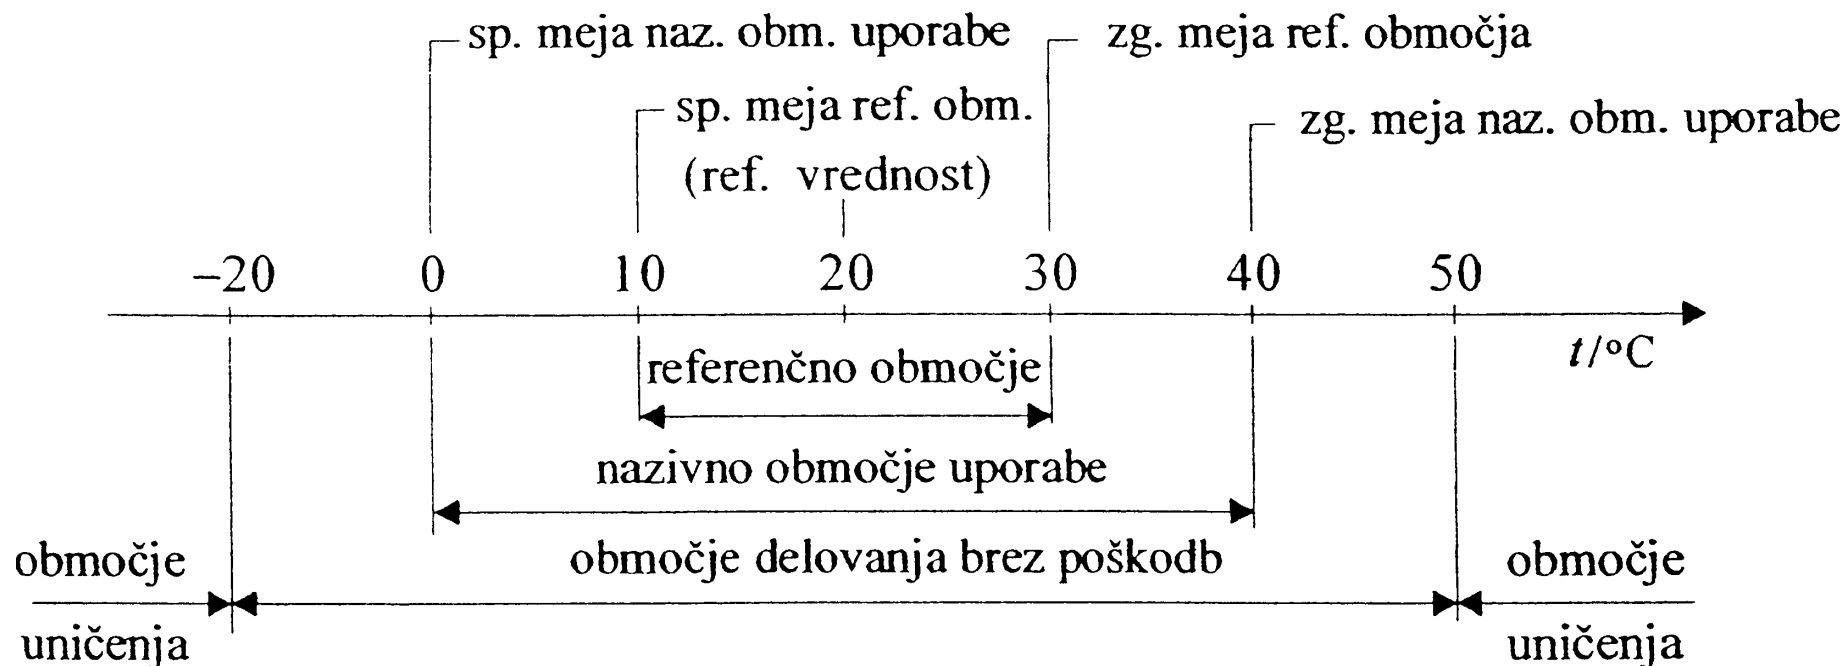 sp. meja naz. obm. uporabe
zg. meja ref. območja
sp. meja ref. obm.
zg. meja naz. obm. uporabe
(ref. vrednost)
–20 0 10 20 30 40 50
t/°C
referenčno območje
nazivno območje uporabe
območje
območje delovanja brez poškodb
območje
uničenja
uničenja